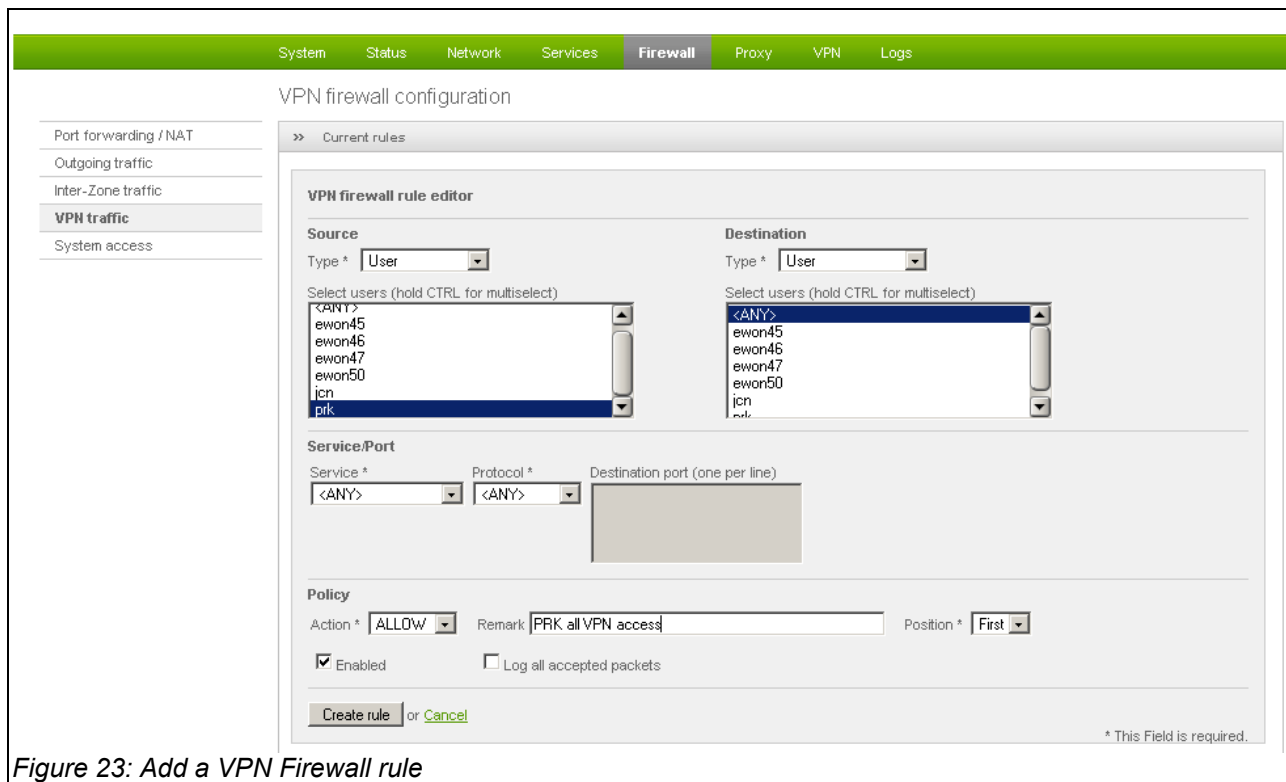 System Status Network Services Firewall Proxy VPN Logs
VPN firewall configuration
Port forwarding / NAT
Outgoing traffic
Inter-Zone traffic
VPN traffic
System access
>> Current rules
VPN firewall rule editor
Source
Type * User
Select users (hold CTRL for multiselect)
<ANY>
ewon45
ewon46
ewon47
ewon50
jcn
prk
Destination
Type * User
Select users (hold CTRL for multiselect)
<ANY>
ewon45
ewon46
ewon47
ewon50
jcn
prk
Service/Port
Service * Protocol * Destination port (one per line)
<ANY> <ANY>
Policy
Action * ALLOW Remark PRK all VPN access Position * First
Enabled Log all accepted packets
Create rule or Cancel
* This Field is required.
Figure 23: Add a VPN Firewall rule